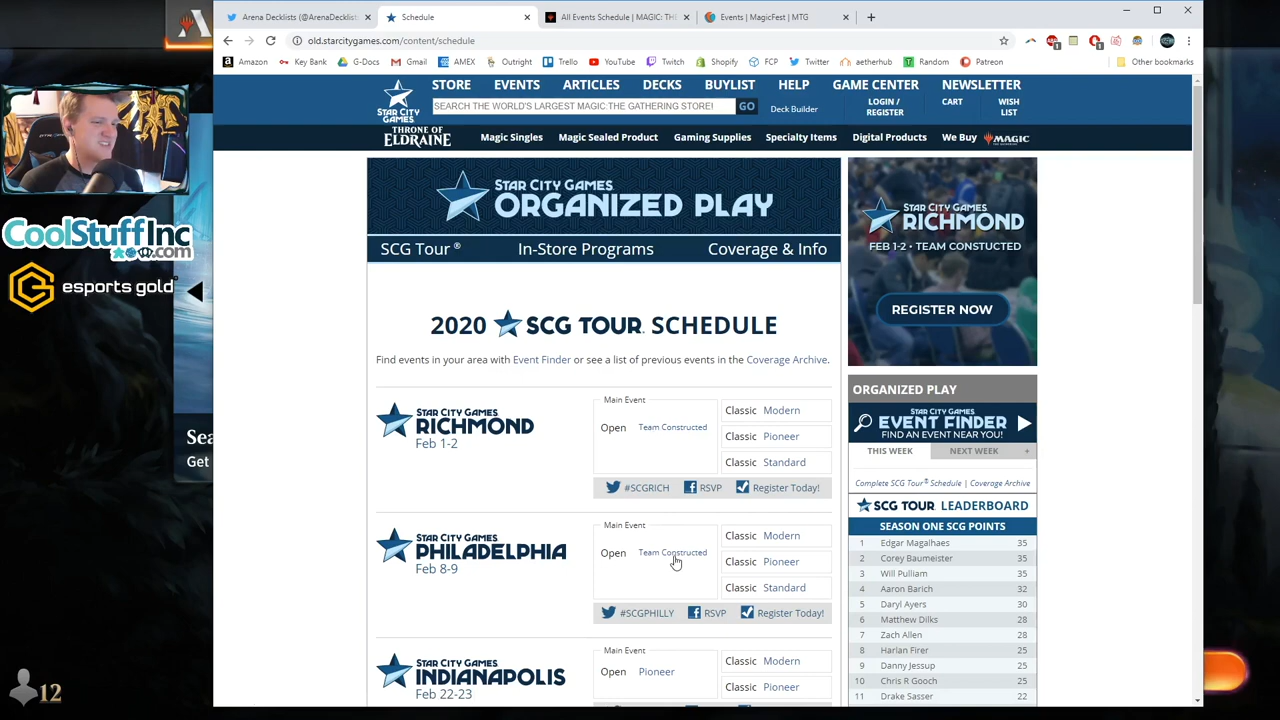 Arena Decklists (@ArenaDecklis
Schedule
All Events Schedule | MAGIC: TH
Events | MagicFest | MTG
old.starcitygames.com/content/schedule
Amazon
Key Bank
G-Docs
Gmail
AMEX
Outright
Trello
YouTube
Twitch
Shopify
FCP
Twitter
aetherhub
Random
Patreon
Other bookmarks
STAR CITY GAMES
STORE
EVENTS
ARTICLES
DECKS
BUYLIST
HELP
GAME CENTER
NEWSLETTER
SEARCH THE WORLD'S LARGEST MAGIC:THE GATHERING STORE!
GO
Deck Builder
LOGIN / REGISTER
CART
WISH LIST
THRONE OF ELDRAINE
Magic Singles
Magic Sealed Product
Gaming Supplies
Specialty Items
Digital Products
We Buy MAGIC
STAR CITY GAMES
ORGANIZED PLAY
SCG Tour ®
In-Store Programs
Coverage & Info
STAR CITY GAMES
RICHMOND
FEB 1-2 • TEAM CONSTUCTED
REGISTER NOW
2020 SCG TOUR SCHEDULE
Find events in your area with Event Finder or see a list of previous events in the Coverage Archive.
STAR CITY GAMES
RICHMOND
Feb 1-2
Main Event
Open Team Constructed
Classic Modern
Classic Pioneer
Classic Standard
#SCGRICH
RSVP
Register Today!
STAR CITY GAMES
PHILADELPHIA
Feb 8-9
Main Event
Open Team Constructed
Classic Modern
Classic Pioneer
Classic Standard
#SCGPHILLY
RSVP
Register Today!
STAR CITY GAMES
INDIANAPOLIS
Feb 22-23
Main Event
Open Pioneer
Classic Modern
Classic Pioneer
ORGANIZED PLAY
STAR CITY GAMES
EVENT FINDER
FIND AN EVENT NEAR YOU!
THIS WEEK
NEXT WEEK +
Complete SCG Tour® Schedule | Coverage Archive
SCG TOUR LEADERBOARD
SEASON ONE SCG POINTS
1 Edgar Magalhaes 35
2 Corey Baumeister 35
3 Will Pulliam 35
4 Aaron Barich 32
5 Daryl Ayers 30
6 Matthew Dilks 28
7 Zach Allen 28
8 Harlan Firer 25
9 Danny Jessup 25
10 Chris R Gooch 25
11 Drake Sasser 22
CoolStuffInc
.com
esports gold
Sea
Get
12